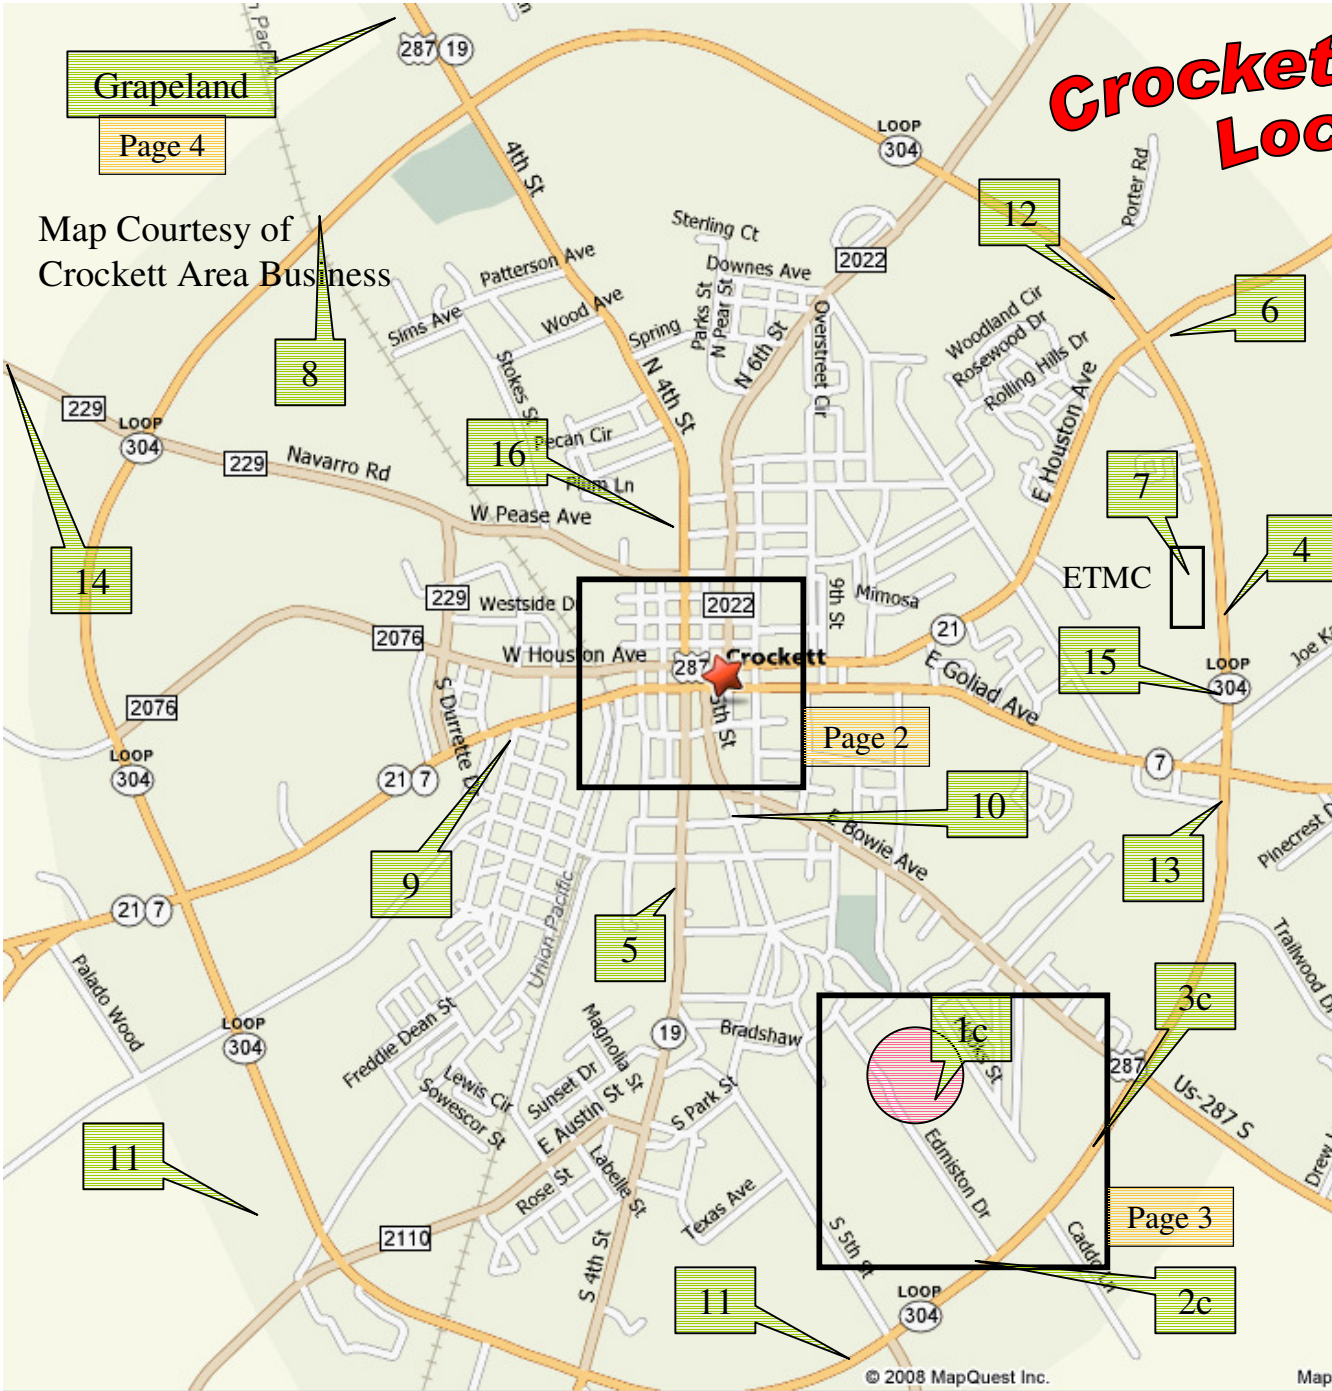 287 19
Grapeland
Page 4
Crocket
Loc
LOOP
304
4th St
Porter Rd
12
Map Courtesy of
Crockett Area Business
Sterling Ct
2022
Patterson Ave
Downes Ave
6
Sims Ave
Wood Ave
Parks St
N Pear St
Overstreet Cir
Woodland Cir
Rosewood Dr
Rolling Hills Dr
Spring
N 6th St
8
Stokes St
N 4th St
E Houston Ave
229
LOOP
304
229
Navarro Rd
16
Pecan Cir
Plum Ln
7
W Pease Ave
4
14
ETMC
229
Westside Dr
2022
9th St
Mimosa
2076
W Houston Ave
287
Crockett
21
E Goliad Ave
15
LOOP
304
Joe K
2076
S Durrette Dr
5th St
Page 2
LOOP
304
21 7
7
10
E Bowie Ave
Pinecrest D
13
9
21 7
Union Pacific
5
Palado Wood
Trailwood Dr
3c
LOOP
304
Freddie Dean St
Magnolia St
19
Bradshaw
1c
287
Lewis Cir
Sunset Dr
Sowescor St
E Austin St
S Park St
Us-287 S
11
Edmiston Dr
Drew
Labelle St
Rose St
Texas Ave
Page 3
2110
S 5th St
Caddo Ln
S 4th St
11
LOOP
304
2c
© 2008 MapQuest Inc.
Map